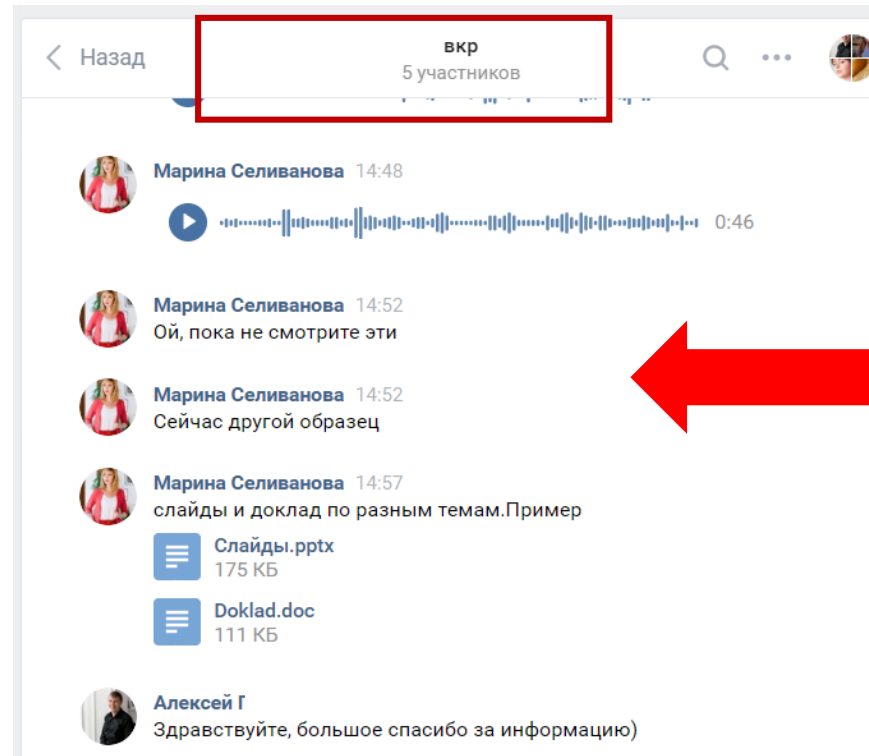 Назад
вкр
5 участников
Марина Селиванова 14:48
0:46
Марина Селиванова 14:52
Ой, пока не смотрите эти
Марина Селиванова 14:52
Сейчас другой образец
Марина Селиванова 14:57
слайды и доклад по разным темам.Пример
Слайды.pptx
175 КБ
Doklad.doc
111 КБ
Алексей Г
Здравствуйте, большое спасибо за информацию)